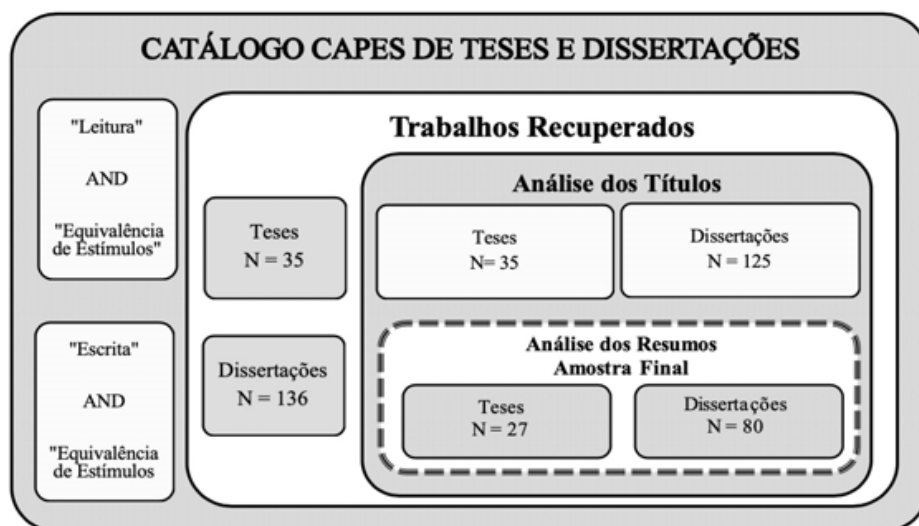 CATÁLOGO CAPES DE TESES E DISSERTAÇÕES
"Leitura"
AND
"Equivalência
de Estímulos"
"Escrita"
AND
"Equivalência
de Estímulos
Trabalhos Recuperados
Teses
N = 35
Dissertações
N = 136
Análise dos Títulos
Teses
N= 35
Dissertações
N = 125
Análise dos Resumos
Amostra Final
Teses
N = 27
Dissertações
N = 80